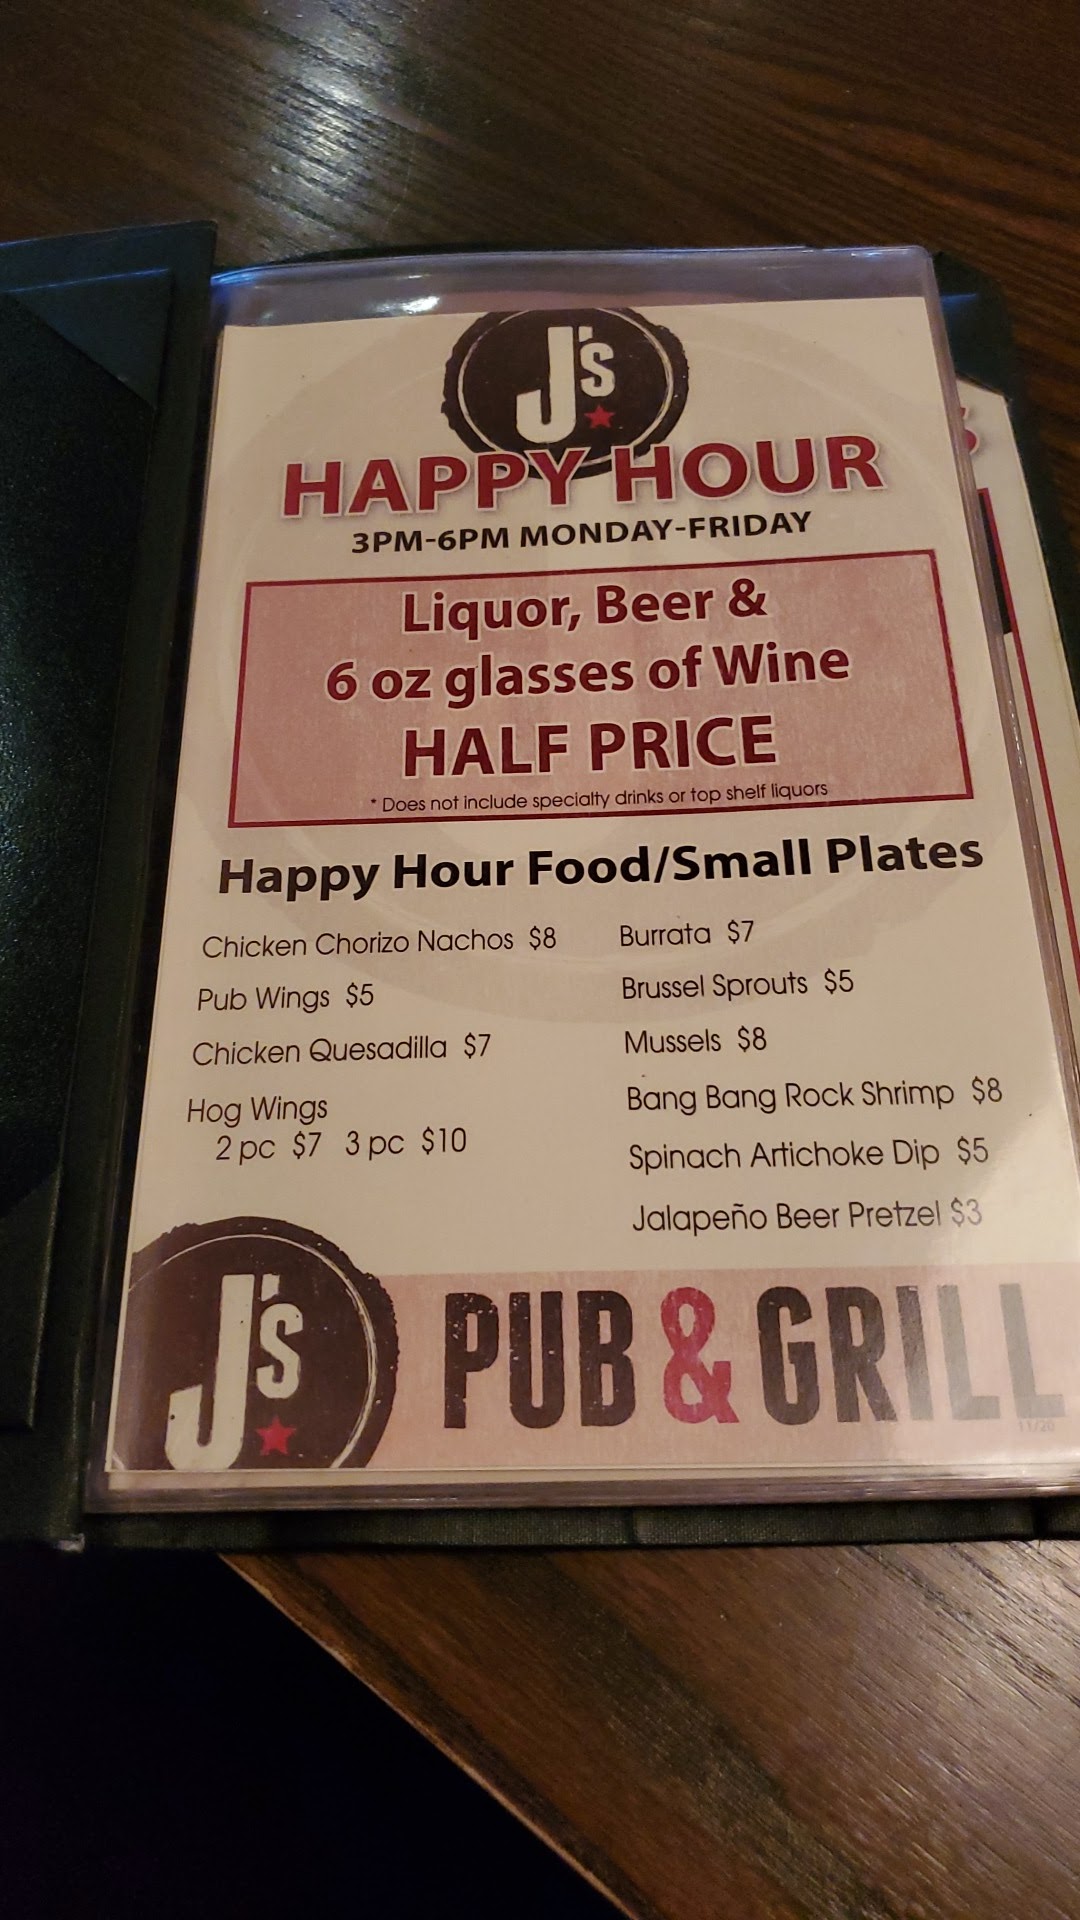 J's
HAPPY HOUR
3PM-6PM MONDAY-FRIDAY
Liquor, Beer &
6 oz glasses of Wine
HALF PRICE
* Does not include specialty drinks or top shelf liquors
Happy Hour Food/Small Plates
Chicken Chorizo Nachos $8
Pub Wings $5
Chicken Quesadilla $7
Hog Wings
2 pc $7 3 pc $10
Burrata $7
Brussel Sprouts $5
Mussels $8
Bang Bang Rock Shrimp $8
Spinach Artichoke Dip $5
Jalapeño Beer Pretzel $3
J's PUB & GRILL
11/20